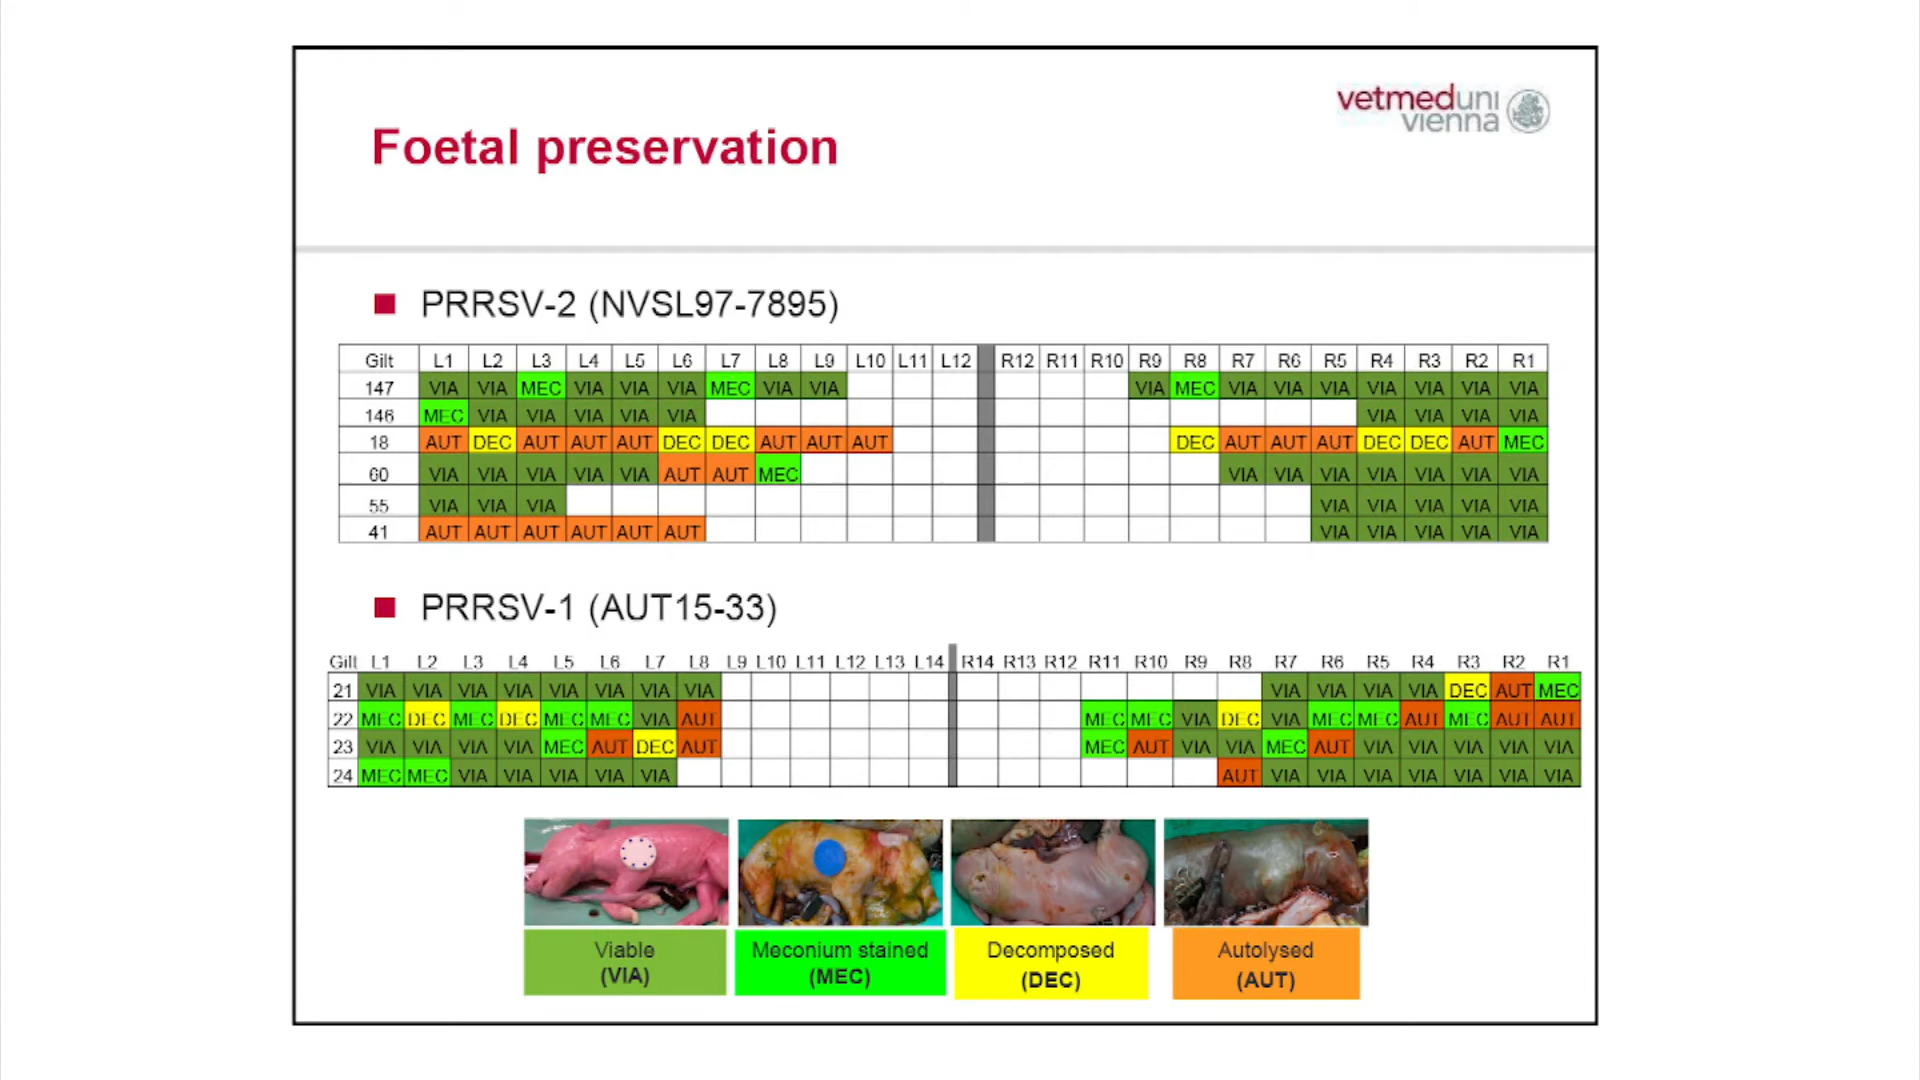 vetmeduni
vienna
Foetal preservation
PRRSV-2 (NVSL97-7895)
Gilt L1 L2 L3 L4 L5 L6 L7 L8 L9 L10 L11 L12 R12 R11 R10 R9 R8 R7 R6 R5 R4 R3 R2 R1
147 VIA VIA MEC VIA VIA VIA MEC VIA VIA VIA MEC VIA VIA VIA VIA VIA VIA VIA
146 MEC VIA VIA VIA VIA VIA VIA VIA VIA VIA
18 AUT DEC AUT AUT AUT DEC DEC AUT AUT AUT DEC AUT AUT AUT DEC DEC AUT MEC
60 VIA VIA VIA VIA VIA AUT AUT MEC VIA VIA VIA VIA VIA VIA VIA
55 VIA VIA VIA VIA VIA VIA VIA VIA
41 AUT AUT AUT AUT AUT AUT VIA VIA VIA VIA VIA
PRRSV-1 (AUT15-33)
Gilt L1 L2 L3 L4 L5 L6 L7 L8 L9 L10 L11 L12 L13 L14 R14 R13 R12 R11 R10 R9 R8 R7 R6 R5 R4 R3 R2 R1
21 VIA VIA VIA VIA VIA VIA VIA VIA VIA VIA VIA VIA DEC AUT MEC
22 MEC DEC MEC DEC MEC MEC VIA AUT MEC MEC VIA DEC VIA MEC MEC AUT MEC AUT AUT
23 VIA VIA VIA VIA MEC AUT DEC AUT MEC AUT VIA VIA MEC AUT VIA VIA VIA VIA VIA
24 MEC MEC VIA VIA VIA VIA VIA AUT VIA VIA VIA VIA VIA VIA VIA
Viable Meconium stained Decomposed Autolysed
(VIA) (MEC) (DEC) (AUT)